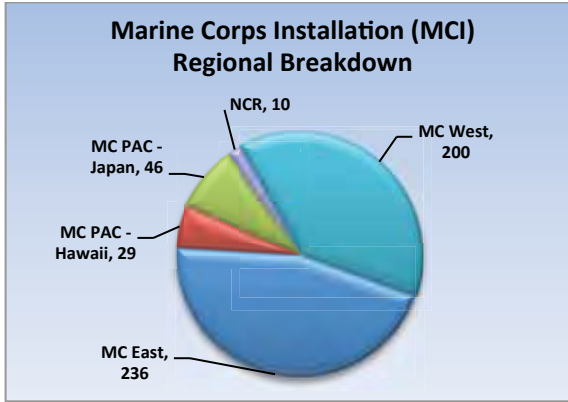 Marine Corps Installation (MCI)
Regional Breakdown
NCR, 10
MC West,
200
MC PAC -
Japan, 46
MC PAC -
Hawaii, 29
MC East,
236